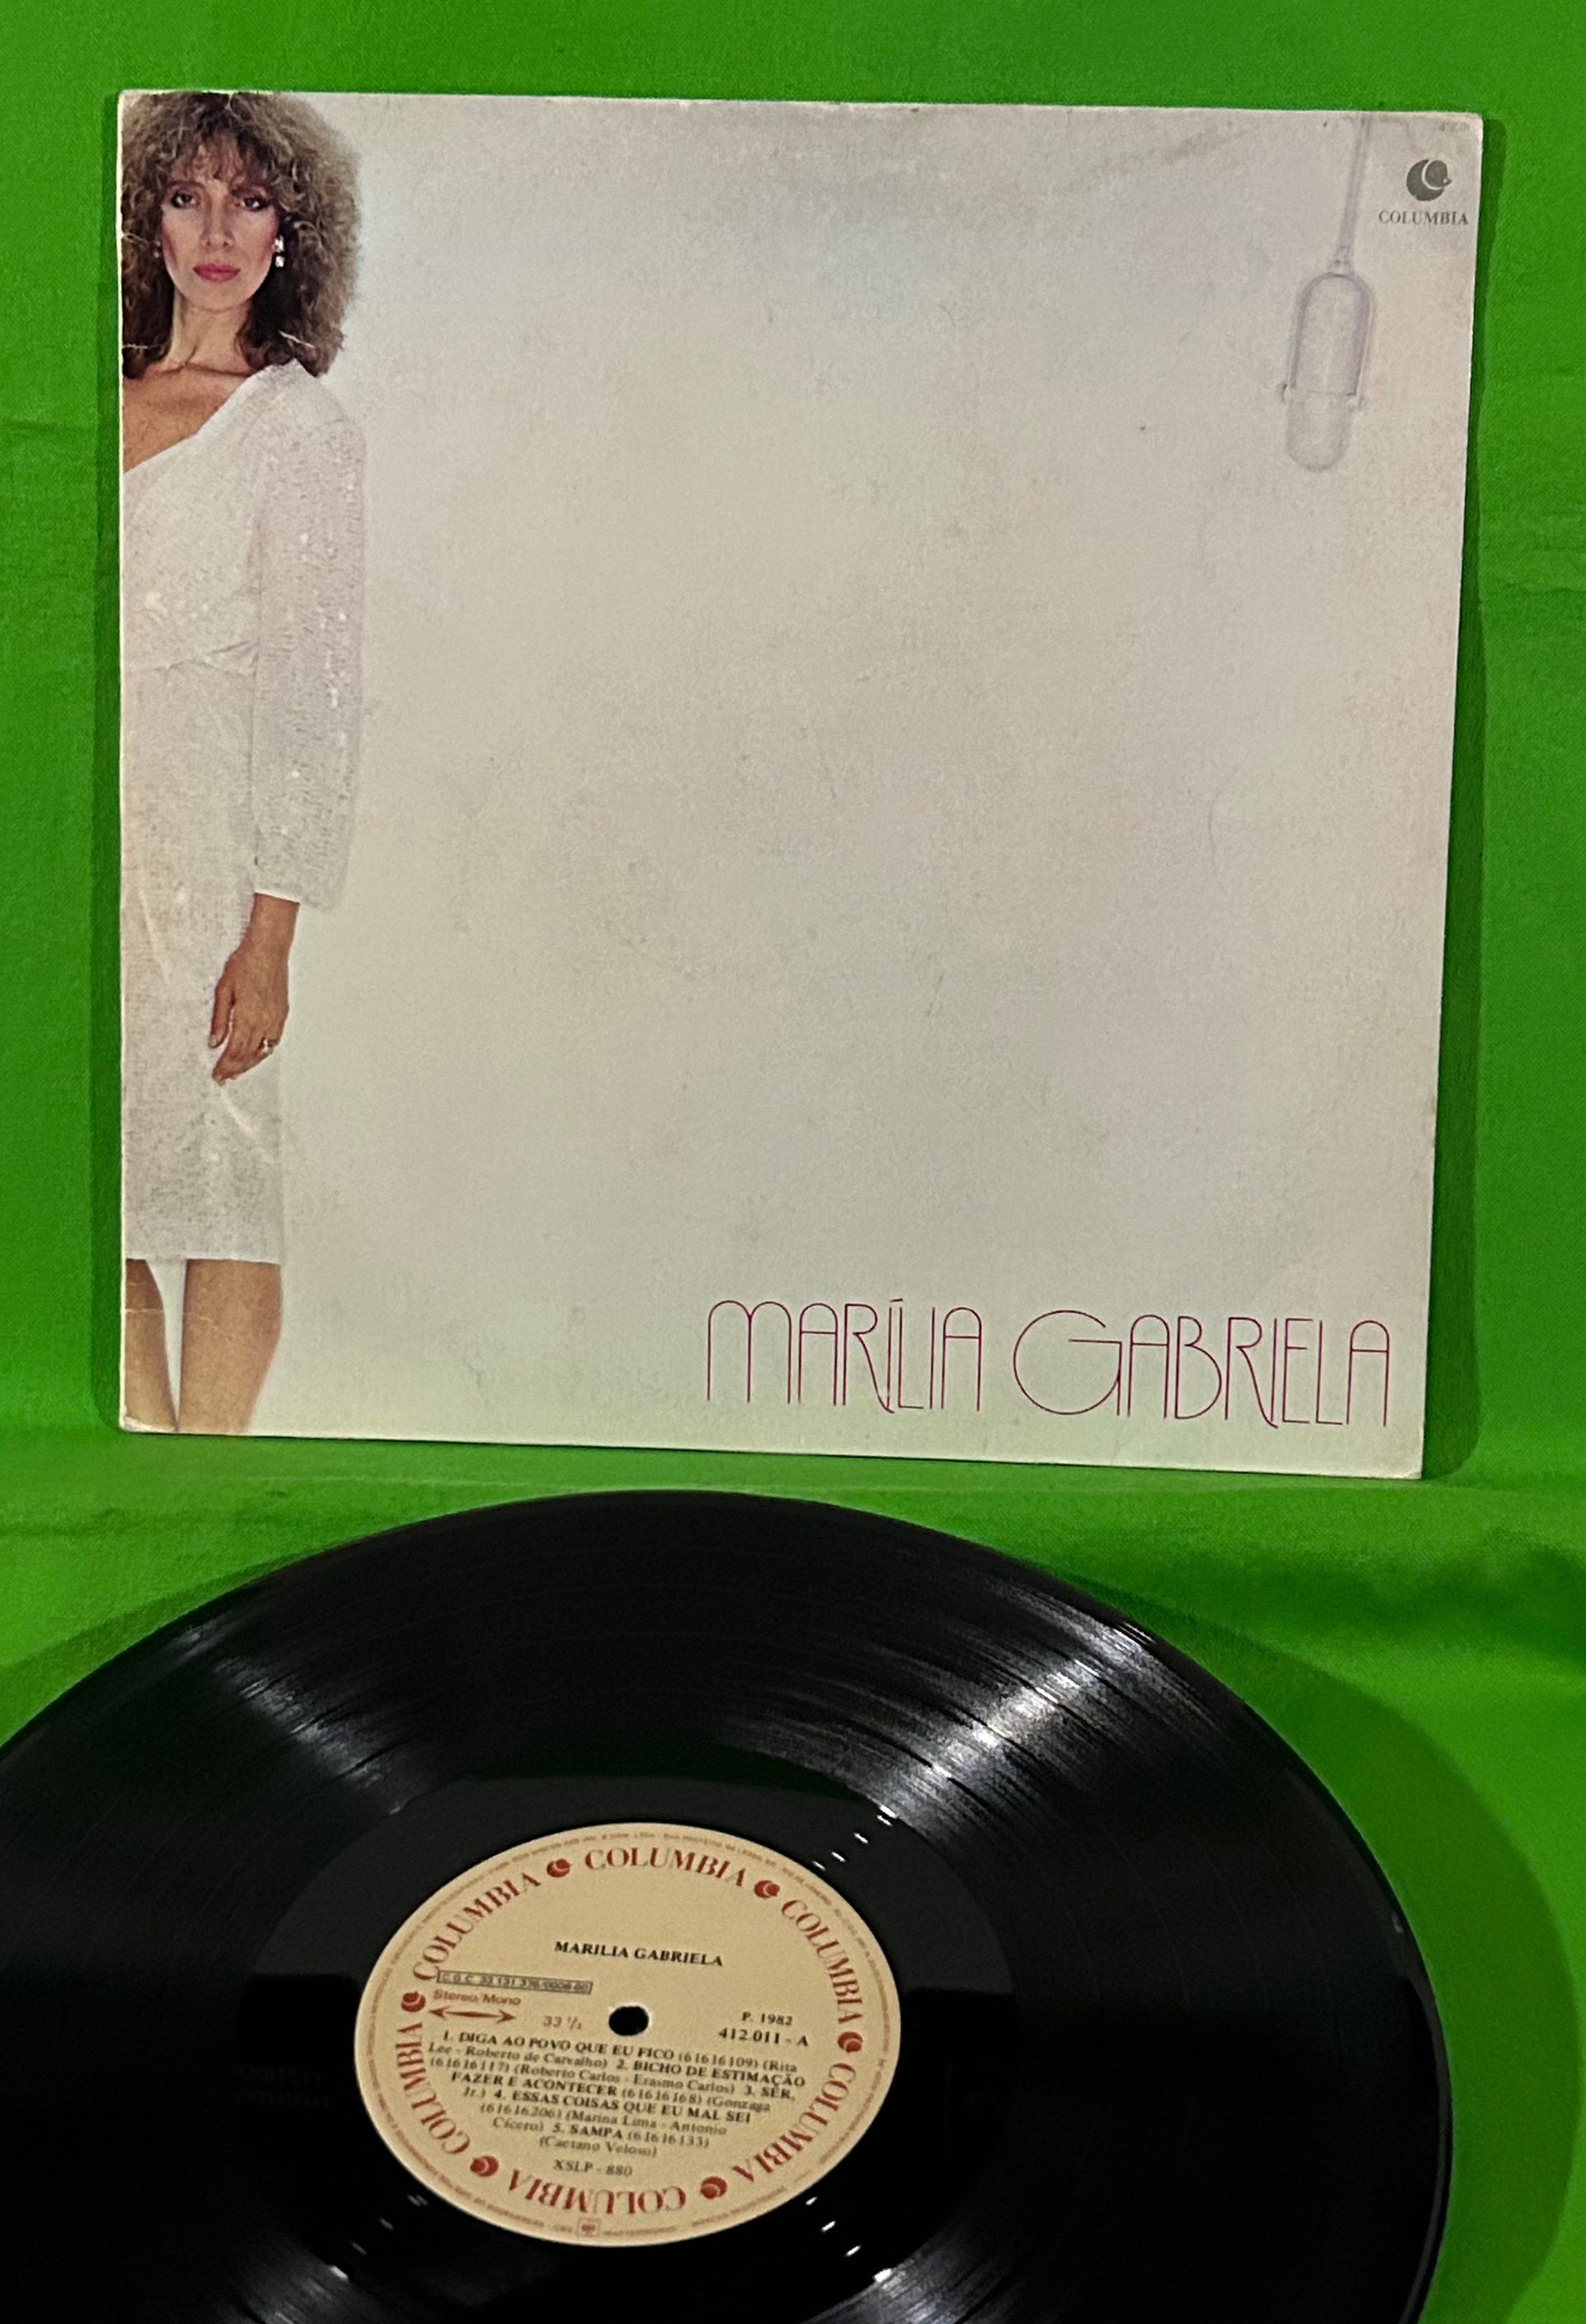 COLUMBIA
MARÍLIA GABRIELA
COLUMBIA COLUMBIA COLUMBIA COLUMBIA COLUMBIA COLUMBIA COLUMBIA
MARILIA GABRIELA
Stereo/Mono
33 1/3
P. 1982
412.011 - A
1. DIGA AO POVO QUE EU FICO (61616109) (Rita
Lee - Roberto de Carvalho) 2. BICHO DE ESTIMAÇÃO
(61616117) (Roberto Carlos - Erasmo Carlos) 3. SER,
FAZER E ACONTECER (61616168) (Gonzaga
Jr.) 4. ESSAS COISAS QUE EU MAL SEI
(61616206) (Marina Lima - Antonio
Cícero) 5. SAMPA (61616133)
(Caetano Veloso)
XSLP - 880